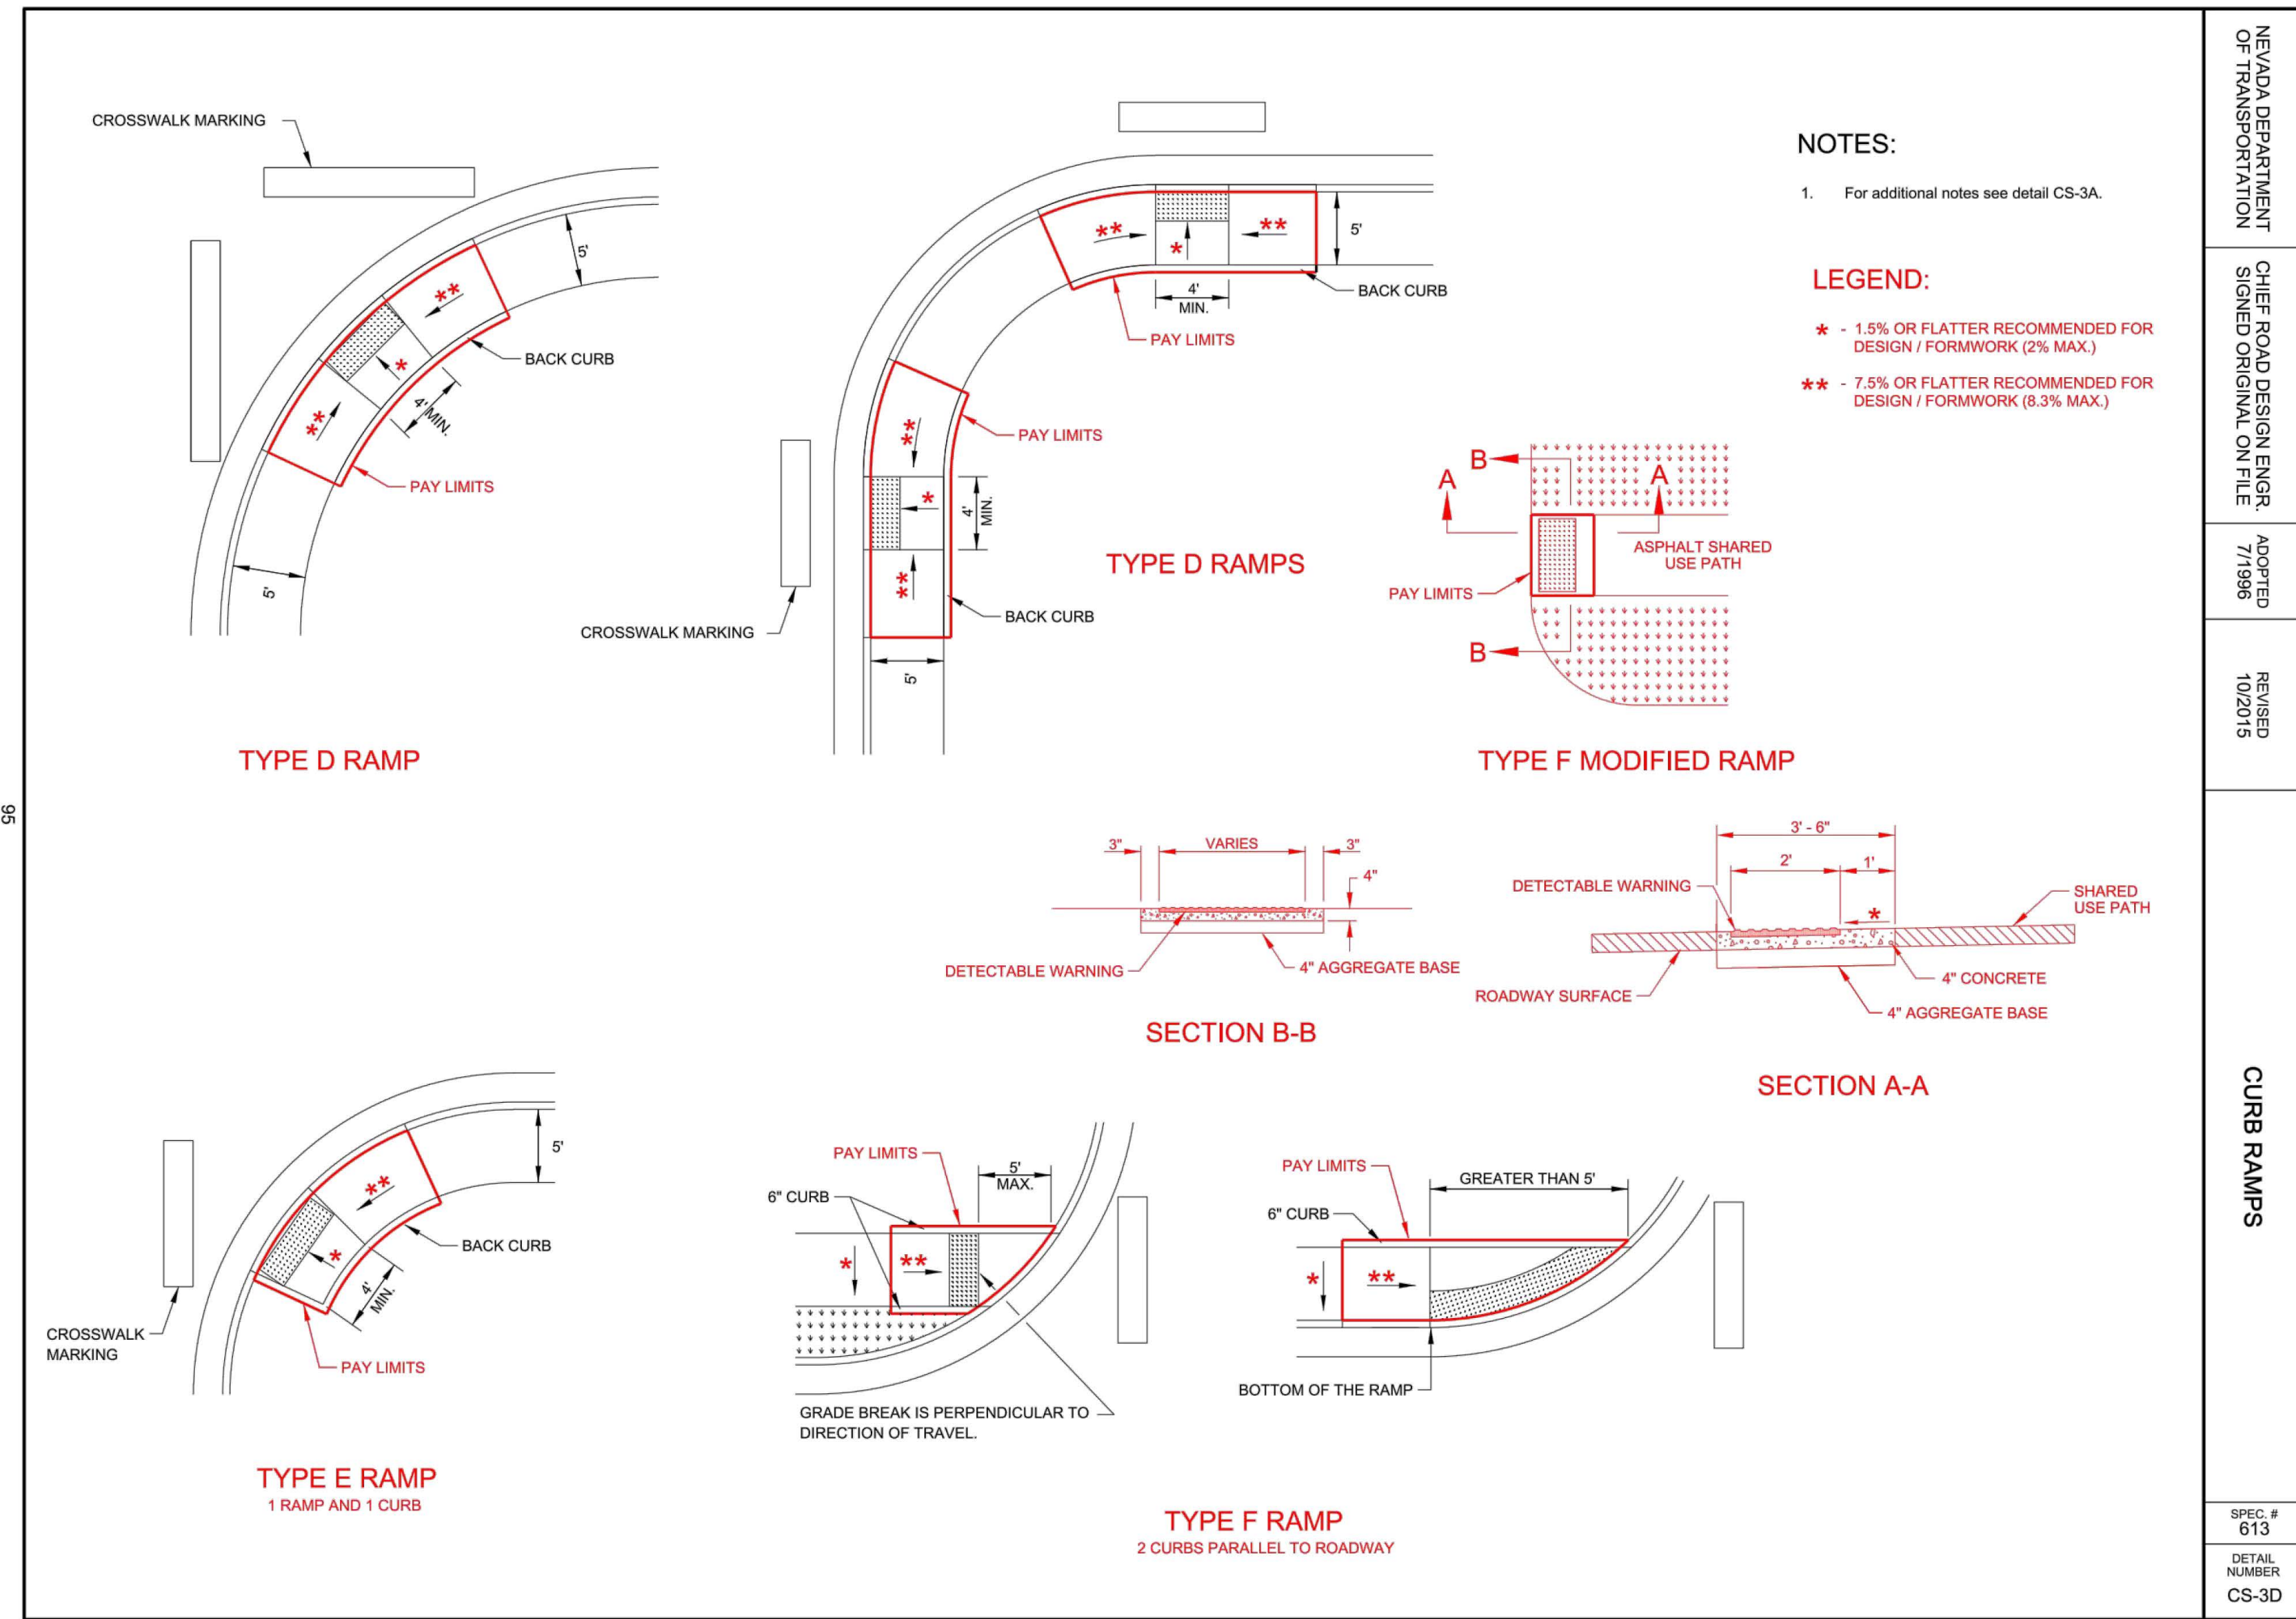 CROSSWALK MARKING
5'
**
*
BACK CURB
4' MIN.
**
PAY LIMITS
5'
TYPE D RAMP
**
*
**
5'
BACK CURB
4'
MIN.
PAY LIMITS
PAY LIMITS
**
*
4'
MIN.
**
BACK CURB
CROSSWALK MARKING
5'
TYPE D RAMPS
NOTES:
1. For additional notes see detail CS-3A.
LEGEND:
* - 1.5% OR FLATTER RECOMMENDED FOR
DESIGN / FORMWORK (2% MAX.)
** - 7.5% OR FLATTER RECOMMENDED FOR
DESIGN / FORMWORK (8.3% MAX.)
B
A
A
ASPHALT SHARED
USE PATH
PAY LIMITS
B
TYPE F MODIFIED RAMP
3"
VARIES
3"
4"
DETECTABLE WARNING
4" AGGREGATE BASE
SECTION B-B
3' - 6"
2'
1'
DETECTABLE WARNING
SHARED
USE PATH
*
4" CONCRETE
ROADWAY SURFACE
4" AGGREGATE BASE
SECTION A-A
5'
**
*
BACK CURB
4'
MIN.
CROSSWALK
MARKING
PAY LIMITS
TYPE E RAMP
1 RAMP AND 1 CURB
PAY LIMITS
5'
MAX.
6" CURB
*
**
GRADE BREAK IS PERPENDICULAR TO
DIRECTION OF TRAVEL.
PAY LIMITS
GREATER THAN 5'
6" CURB
*
**
BOTTOM OF THE RAMP
TYPE F RAMP
2 CURBS PARALLEL TO ROADWAY
NEVADA DEPARTMENT
OF TRANSPORTATION
CHIEF ROAD DESIGN ENGR.
SIGNED ORIGINAL ON FILE
ADOPTED
7/1996
REVISED
10/2015
CURB RAMPS
SPEC. #
613
DETAIL
NUMBER
CS-3D
95